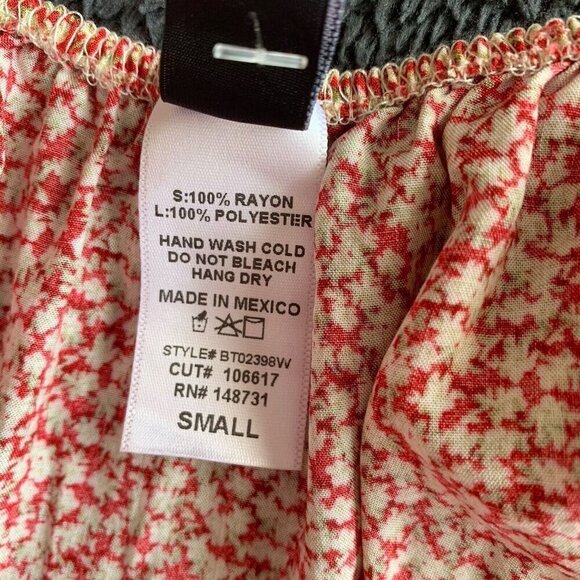 S:100% RAYON
L:100% POLYESTER
HAND WASH COLD
DO NOT BLEACH
HANG DRY
MADE IN MEXICO
STYLE# BT02398W
CUT# 106617
RN# 148731
SMALL